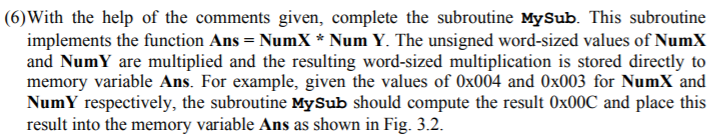 (6)With the help of the comments given, complete the subroutine MySub. This subroutine
implements the function Ans = NumX * Num Y. The unsigned word-sized values of NumX
and NumY are multiplied and the resulting word-sized multiplication is stored directly to
memory variable Ans. For example, given the values of 0x004 and 0x003 for NumX and
NumY respectively, the subroutine MySub should compute the result 0x00C and place this
result into the memory variable Ans as shown in Fig. 3.2.